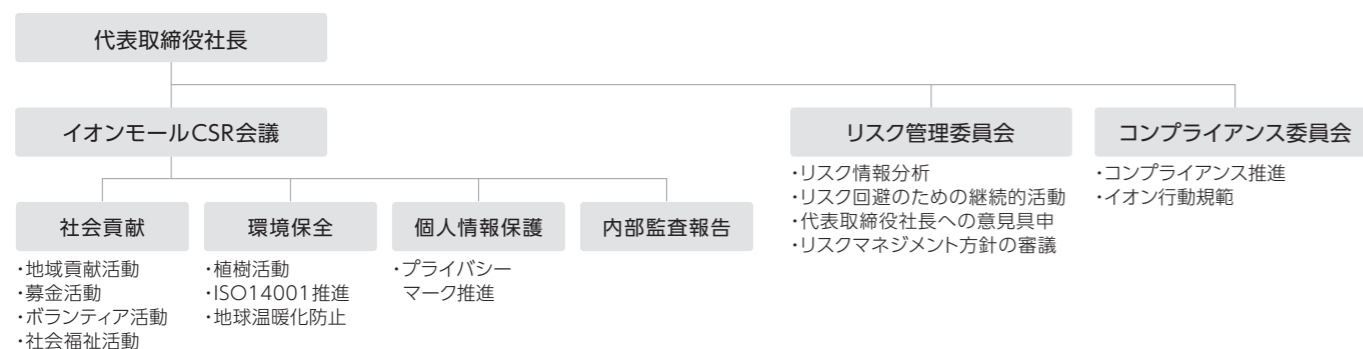 代表取締役社長
イオンモールCSR会議
リスク管理委員会
・リスク情報分析
・リスク回避のための継続的活動
・代表取締役社長への意見具申
・リスクマネジメント方針の審議
コンプライアンス委員会
・コンプライアンス推進
・イオン行動規範
社会貢献
・地域貢献活動
・募金活動
・ボランティア活動
・社会福祉活動
環境保全
・植樹活動
・ISO14001推進
・地球温暖化防止
個人情報保護
・プライバシー
マーク推進
内部監査報告